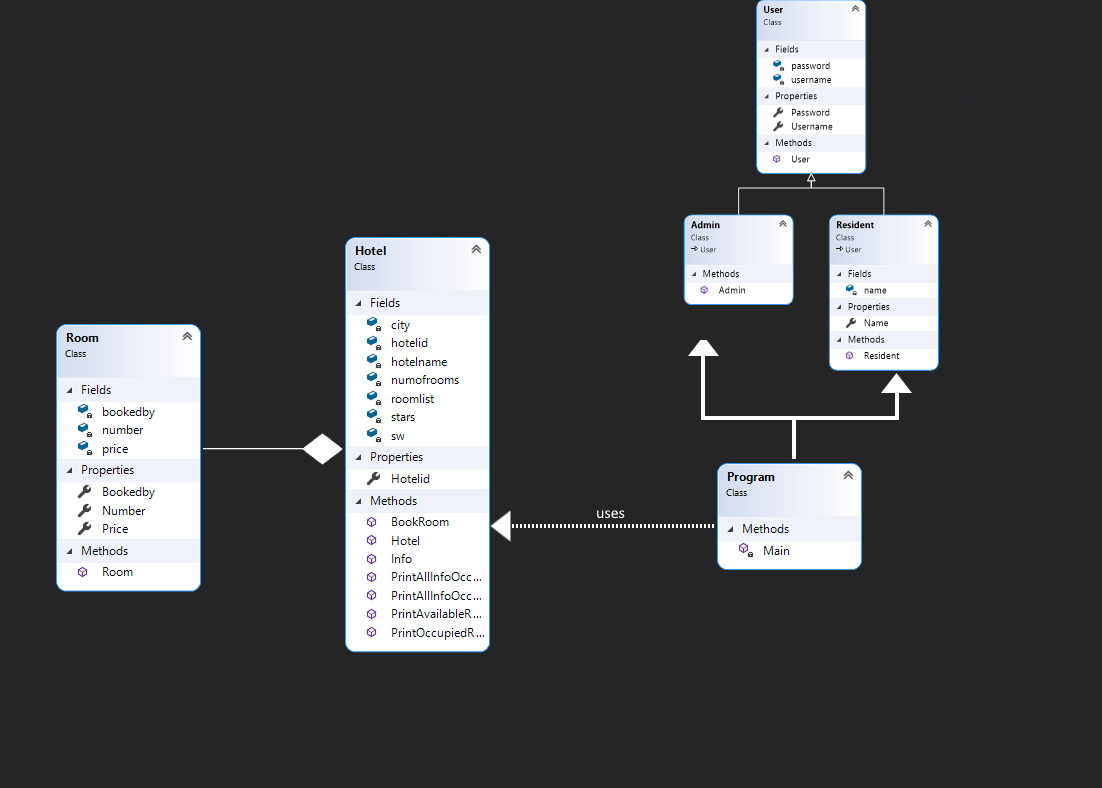 User
Class
Fields
password
username
Properties
Password
Username
Methods
User
Admin
Class
User
Methods
Admin
Resident
Class
User
Fields
name
Properties
Name
Methods
Resident
Hotel
Class
Fields
city
hotelid
hotelname
numofrooms
roomlist
stars
sw
Properties
Hotelid
Methods
BookRoom
Hotel
Info
PrintAllInfoOcc...
PrintAllInfoOcc...
PrintAvailableR...
PrintOccupiedR...
Room
Class
Fields
bookedby
number
price
Properties
Bookedby
Number
Price
Methods
Room
uses
Program
Class
Methods
Main